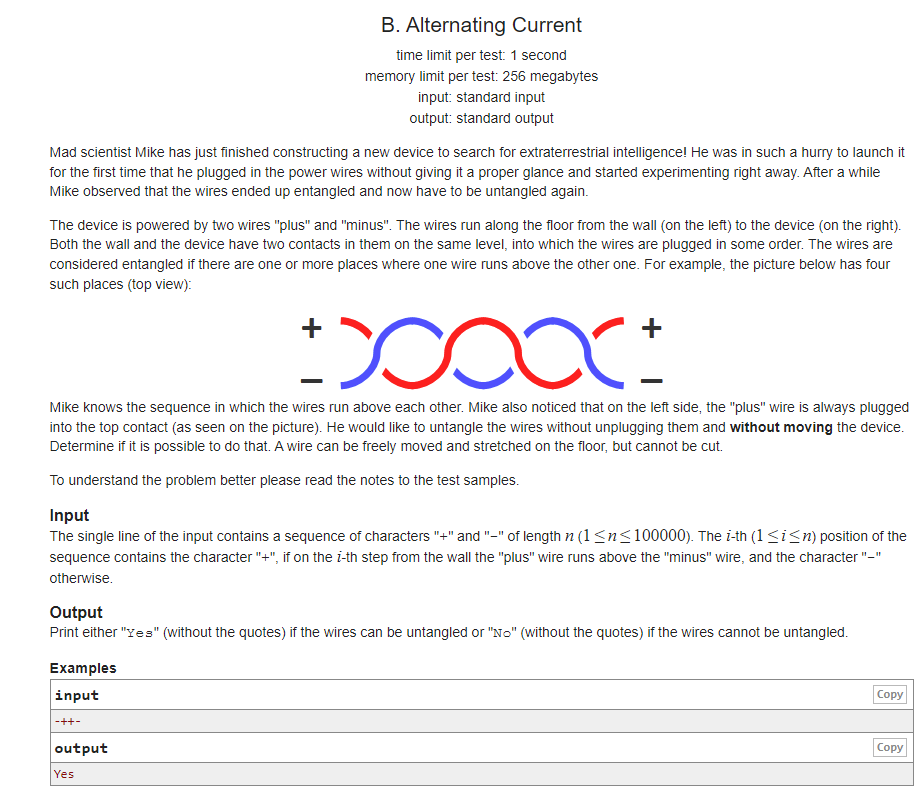 B. Alternating Current
time limit per test: 1 second
memory limit per test: 256 megabytes
input: standard input
output: standard output
Mad scientist Mike has just finished constructing a new device to search for extraterrestrial intelligence! He was in such a hurry to launch it
for the first time that he plugged in the power wires without giving it a proper glance and started experimenting right away. After a while
Mike observed that the wires ended up entangled and now have to be untangled again.
The device is powered by two wires "plus" and "minus". The wires run along the floor from the wall (on the left) to the device (on the right).
Both the wall and the device have two contacts in them on the same level, into which the wires are plugged in some order. The wires are
considered entangled if there are one or more places where one wire runs above the other one. For example, the picture below has four
such places (top view):
+ +
− −
Mike knows the sequence in which the wires run above each other. Mike also noticed that on the left side, the "plus" wire is always plugged
into the top contact (as seen on the picture). He would like to untangle the wires without unplugging them and without moving the device.
Determine if it is possible to do that. A wire can be freely moved and stretched on the floor, but cannot be cut.
To understand the problem better please read the notes to the test samples.
Input
The single line of the input contains a sequence of characters "+" and "−" of length n (1≤n≤100000). The i-th (1≤i≤n) position of the
sequence contains the character "+", if on the i-th step from the wall the "plus" wire runs above the "minus" wire, and the character "−"
otherwise.
Output
Print either "Yes" (without the quotes) if the wires can be untangled or "No" (without the quotes) if the wires cannot be untangled.
Examples
input Copy
-++-
output Copy
Yes